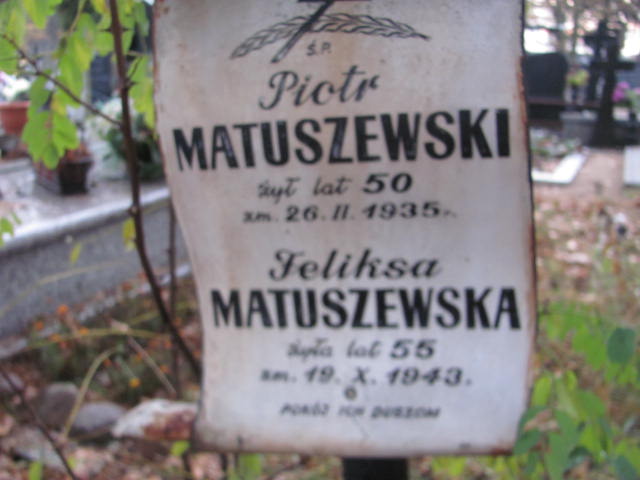 Ś.P.
Piotr
MATUSZEWSKI
żył lat 50
zm. 26. II. 1935r.
Feliksa
MATUSZEWSKA
żyła lat 55
zm. 19. X. 1943.
POKÓJ ICH DUSZOM